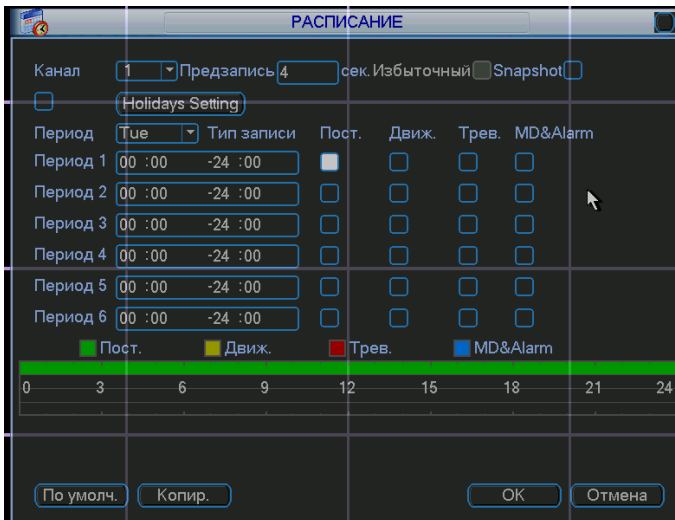 РАСПИСАНИЕ
Канал 1 Предзапись 4 сек. Избыточный Snapshot
Holidays Setting
Период Tue Тип записи Пост. Движ. Трев. MD&Alarm
Период 1 00 :00 -24 :00
Период 2 00 :00 -24 :00
Период 3 00 :00 -24 :00
Период 4 00 :00 -24 :00
Период 5 00 :00 -24 :00
Период 6 00 :00 -24 :00
Пост. Движ. Трев. MD&Alarm
0 3 6 9 12 15 18 21 24
По умолч. Копир. OK Отмена